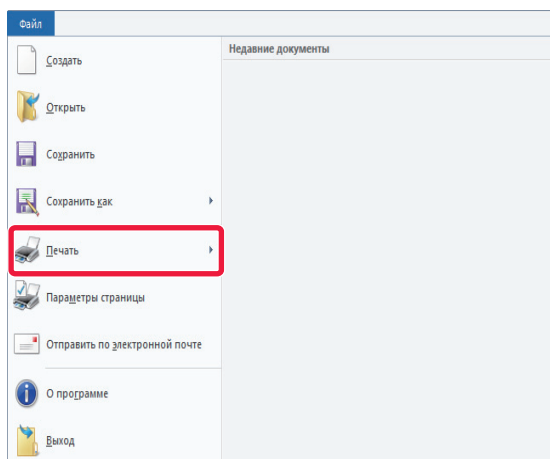 Файл
Недавние документы
Создать
Открыть
Сохранить
Сохранить как
Печать
Параметры страницы
Отправить по электронной почте
О программе
Выход